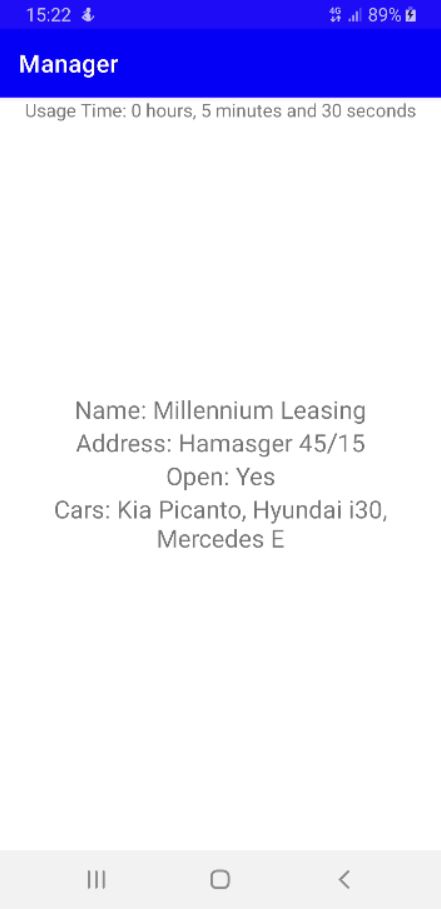 15:22 4G 89%
Manager
Usage Time: 0 hours, 5 minutes and 30 seconds
Name: Millennium Leasing
Address: Hamasger 45/15
Open: Yes
Cars: Kia Picanto, Hyundai i30,
Mercedes E